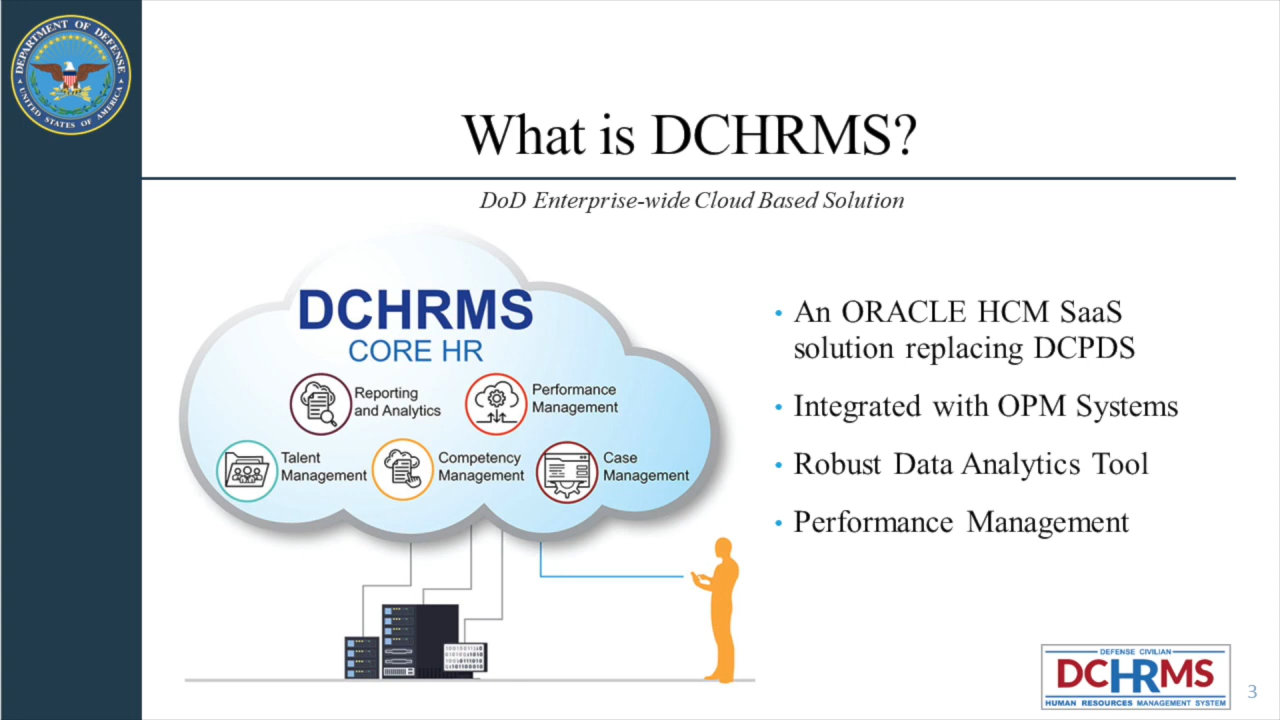 DEPARTMENT OF DEFENSE
UNITED STATES OF AMERICA
What is DCHRMS?
DoD Enterprise-wide Cloud Based Solution
DCHRMS
CORE HR
Reporting
and Analytics
Performance
Management
Talent
Management
Competency
Management
Case
Management
• An ORACLE HCM SaaS
solution replacing DCPDS
• Integrated with OPM Systems
• Robust Data Analytics Tool
• Performance Management
DEFENSE CIVILIAN
DCHRMS
HUMAN RESOURCES MANAGEMENT SYSTEM
3